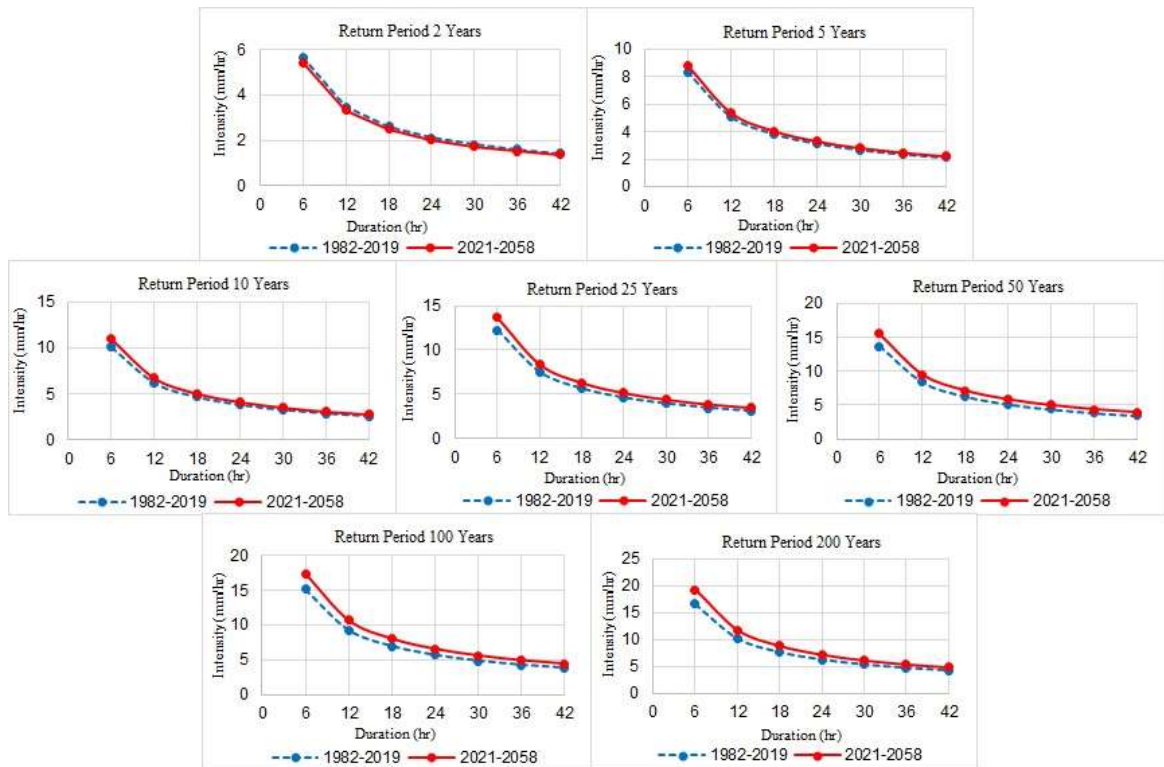 Return Period 2 Years
Intensity (mm/hr)
6
4
2
0
0 6 12 18 24 30 36 42
Duration (hr)
1982-2019 2021-2058
Return Period 5 Years
Intensity (mm/hr)
10
8
6
4
2
0
0 6 12 18 24 30 36 42
Duration (hr)
1982-2019 2021-2058
Return Period 10 Years
Intensity (mm/hr)
15
10
5
0
0 6 12 18 24 30 36 42
Duration (hr)
1982-2019 2021-2058
Return Period 25 Years
Intensity (mm/hr)
15
10
5
0
0 6 12 18 24 30 36 42
Duration (hr)
1982-2019 2021-2058
Return Period 50 Years
Intensity (mm/hr)
20
15
10
5
0
0 6 12 18 24 30 36 42
Duration (hr)
1982-2019 2021-2058
Return Period 100 Years
Intensity (mm/hr)
20
15
10
5
0
0 6 12 18 24 30 36 42
Duration (hr)
1982-2019 2021-2058
Return Period 200 Years
Intensity (mm/hr)
25
20
15
10
5
0
0 6 12 18 24 30 36 42
Duration (hr)
1982-2019 2021-2058